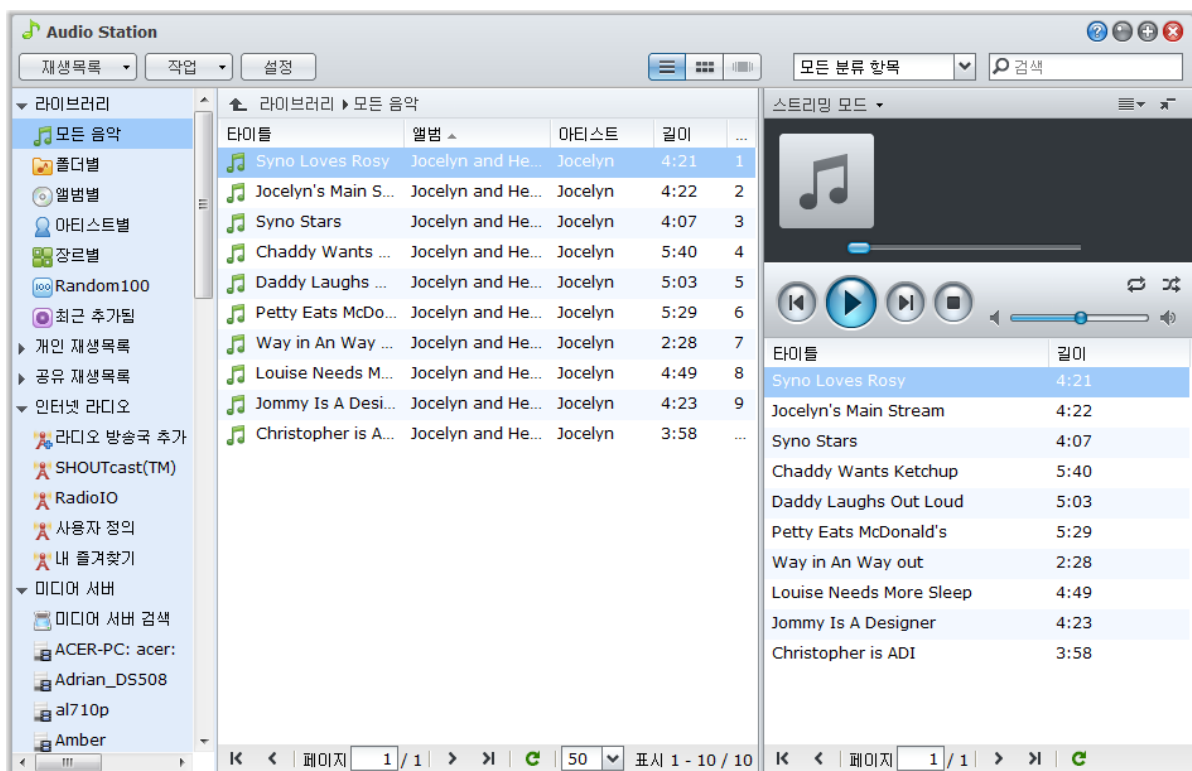 Audio Station
재생목록 작업 설정 모든 분류 항목 검색
라이브러리
모든 음악
폴더별
앨범별
아티스트별
장르별
100 Random100
최근 추가됨
개인 재생목록
공유 재생목록
인터넷 라디오
라디오 방송국 추가
SHOUTcast(TM)
RadioIO
사용자 정의
내 즐겨찾기
미디어 서버
미디어 서버 검색
ACER-PC: acer:
Adrian_DS508
al710p
Amber
라이브러리 모든 음악
타이틀 앨범 아티스트 길이 ...
Syno Loves Rosy Jocelyn and He... Jocelyn 4:21 1
Jocelyn's Main S... Jocelyn and He... Jocelyn 4:22 2
Syno Stars Jocelyn and He... Jocelyn 4:07 3
Chaddy Wants ... Jocelyn and He... Jocelyn 5:40 4
Daddy Laughs ... Jocelyn and He... Jocelyn 5:03 5
Petty Eats McDo... Jocelyn and He... Jocelyn 5:29 6
Way in An Way ... Jocelyn and He... Jocelyn 2:28 7
Louise Needs M... Jocelyn and He... Jocelyn 4:49 8
Jommy Is A Desi... Jocelyn and He... Jocelyn 4:23 9
Christopher is A... Jocelyn and He... Jocelyn 3:58 ...
페이지 1 / 1 50 표시 1 - 10 / 10
스트리밍 모드
타이틀 길이
Syno Loves Rosy 4:21
Jocelyn's Main Stream 4:22
Syno Stars 4:07
Chaddy Wants Ketchup 5:40
Daddy Laughs Out Loud 5:03
Petty Eats McDonald's 5:29
Way in An Way out 2:28
Louise Needs More Sleep 4:49
Jommy Is A Designer 4:23
Christopher is ADI 3:58
페이지 1 / 1